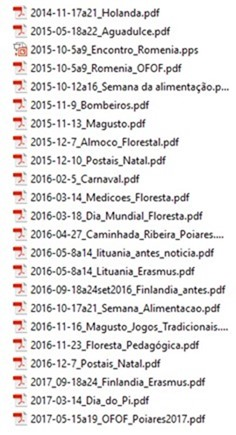 2014-11-17a21_Holanda.pdf
2015-05-18a22_Aguadulce.pdf
2015-10-5a9_Encontro_Romenia.pps
2015-10-5a9_Romenia_OFOF.pdf
2015-10-12a16_Semana da alimentação.p...
2015-11-9_Bombeiros.pdf
2015-11-13_Magusto.pdf
2015-12-7_Almoco_Florestal.pdf
2015-12-10_Postais_Natal.pdf
2016-02-5_Carnaval.pdf
2016-03-14_Medicoes_Floresta.pdf
2016-03-18_Dia_Mundial_Floresta.pdf
2016-04-27_Caminhada_Ribeira_Poiares....
2016-05-8a14_lituania_antes_noticia.pdf
2016-05-8a14_Lituania_Erasmus.pdf
2016-09-18a24set2016_Finlandia_antes.pdf
2016-10-17a21_Semana_Alimentacao.pdf
2016-11-16_Magusto_Jogos_Tradicionais....
2016-11-23_Floresta_Pedagógica.pdf
2016-12-7_Postais_Natal.pdf
2017_09-18a24_Finlandia_Erasmus.pdf
2017-03-14_Dia_do_Pi.pdf
2017-05-15a19_OFOF_Poiares2017.pdf